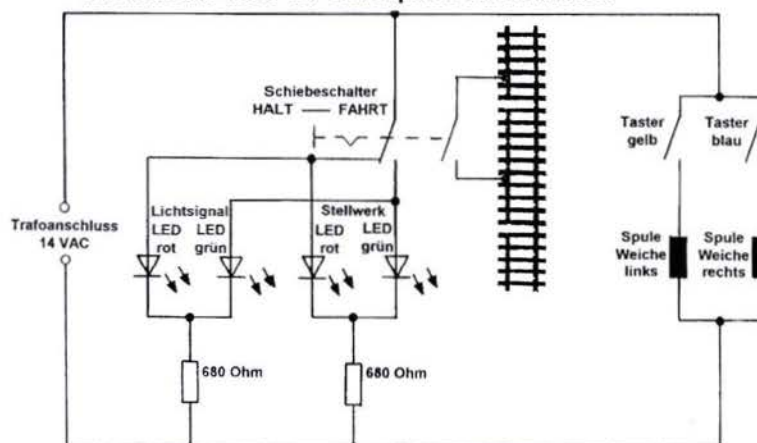 Schiebeschalter
HALT — FAHRT
Taster
gelb
Taster
blau
Trafoanschluss
14 VAC
Lichtsignal
LED
rot
LED
grün
Stellwerk
LED
rot
LED
grün
Spule
Weiche
links
Spule
Weiche
rechts
680 Ohm
680 Ohm